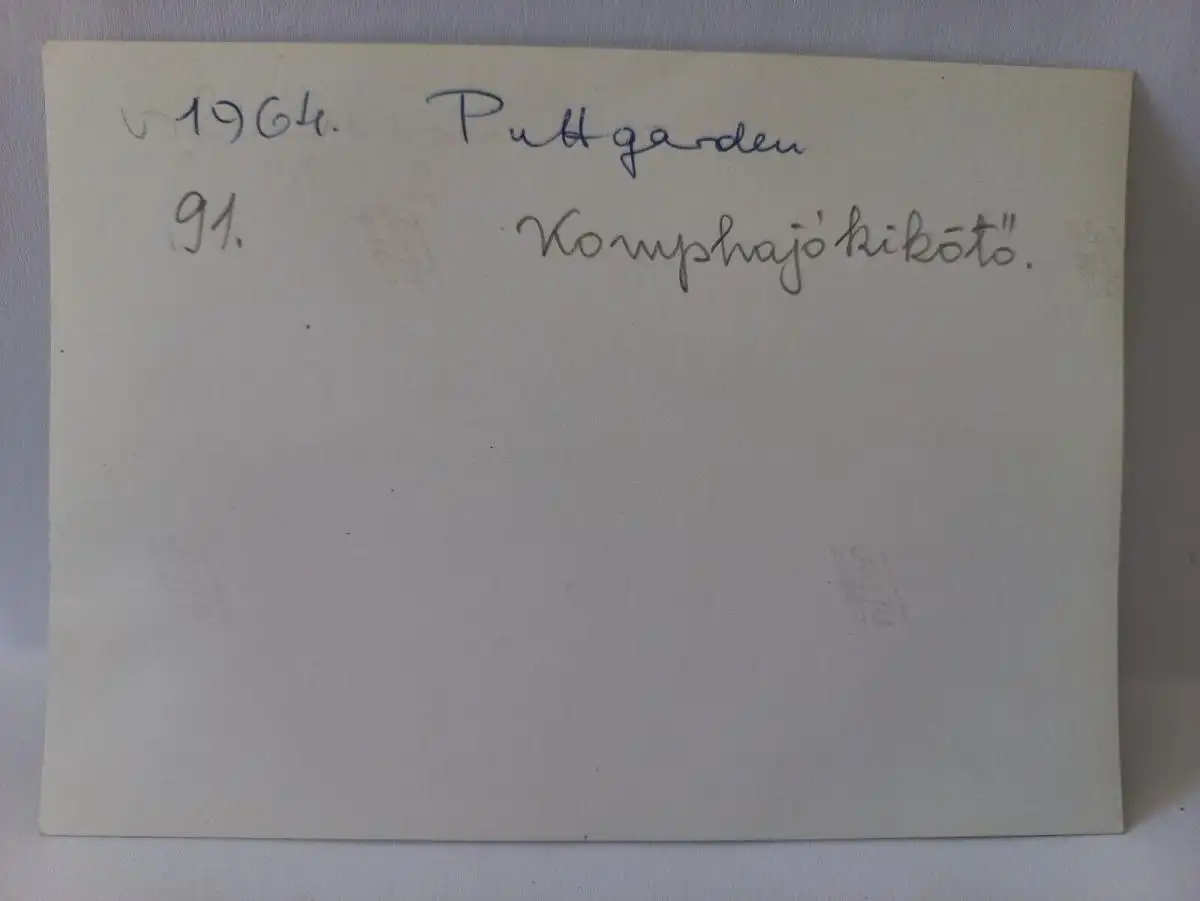 1964. Puttgarden
91. Komphajókikötő.